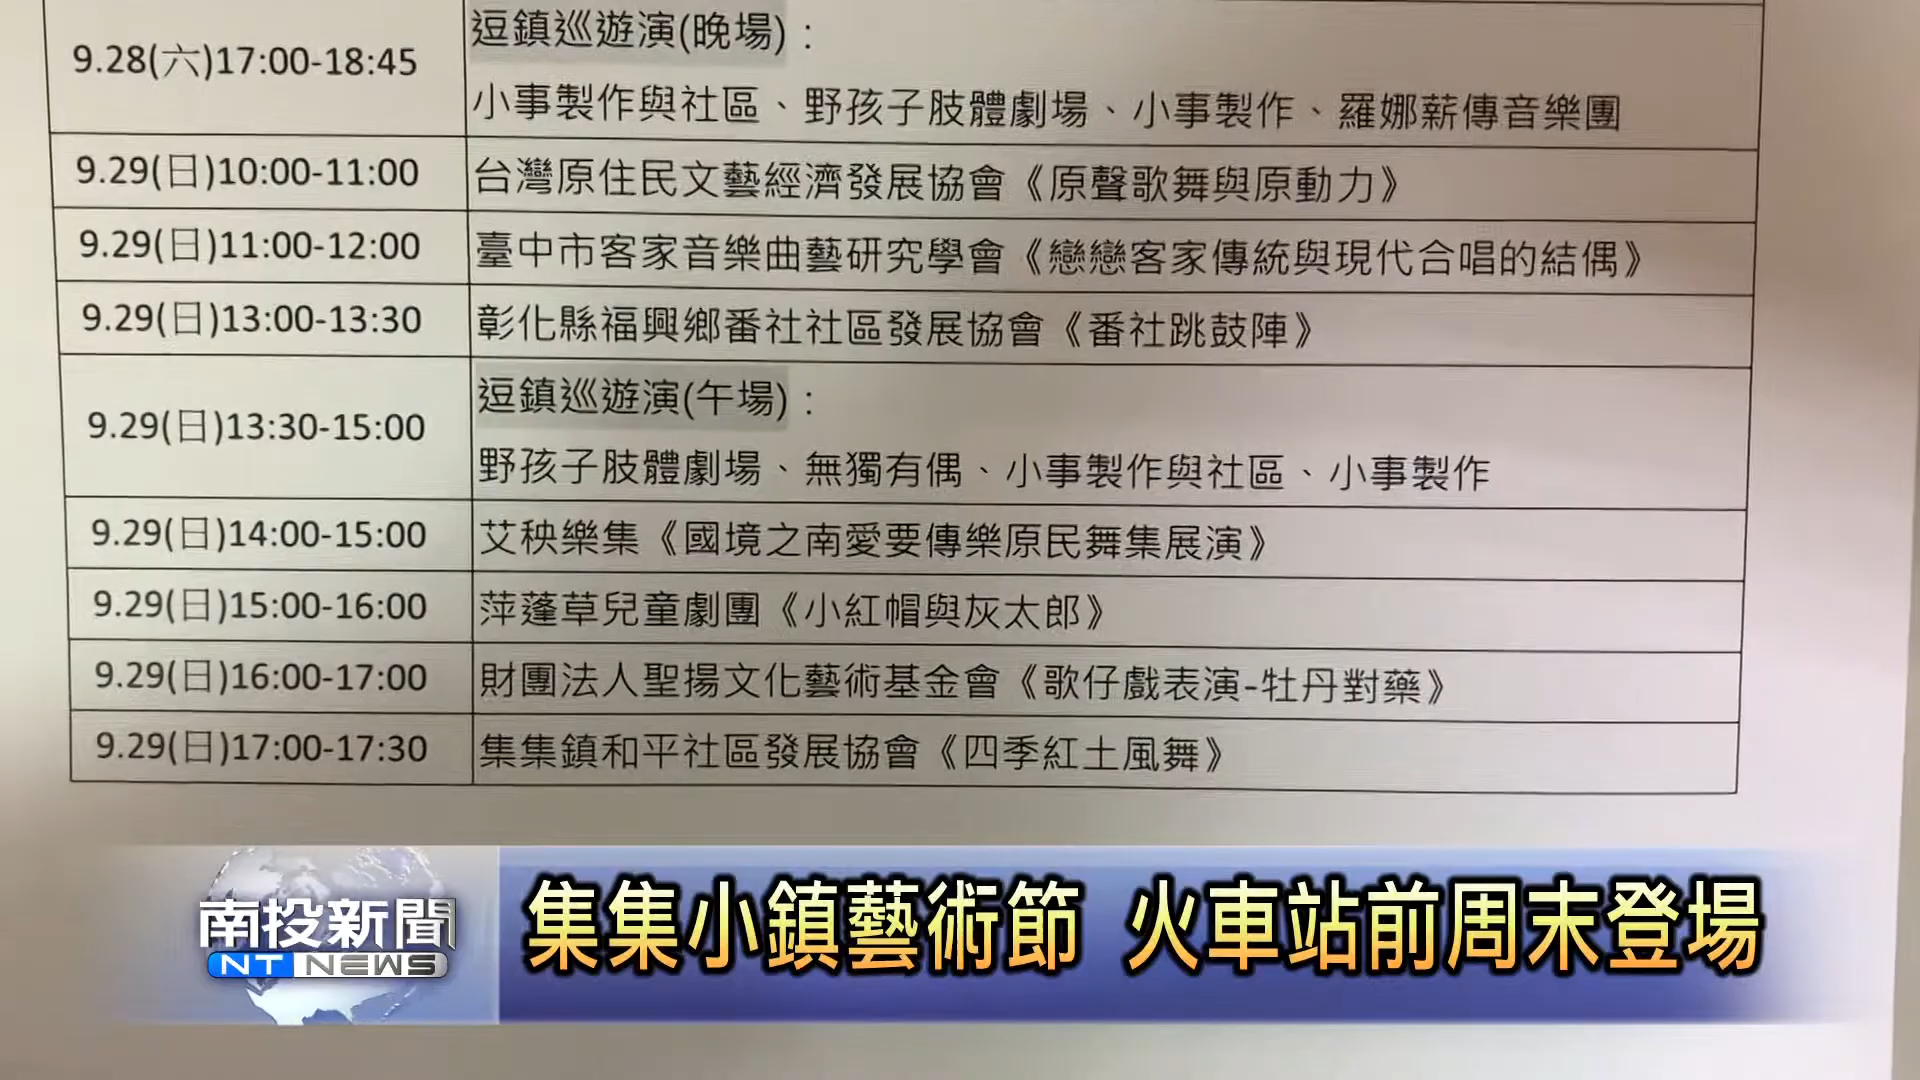 9.28(六)17:00-18:45
逗鎮巡遊演(晚場)：
小事製作與社區、野孩子肢體劇場、小事製作、羅娜薪傳音樂團
9.29(日)10:00-11:00 台灣原住民文藝經濟發展協會《原聲歌舞與原動力》
9.29(日)11:00-12:00 臺中市客家音樂曲藝研究學會《戀戀客家傳統與現代合唱的結偶》
9.29(日)13:00-13:30 彰化縣福興鄉番社社區發展協會《番社跳鼓陣》
9.29(日)13:30-15:00
逗鎮巡遊演(午場)：
野孩子肢體劇場、無獨有偶、小事製作與社區、小事製作
9.29(日)14:00-15:00 艾秧樂集《國境之南愛要傳樂原民舞集展演》
9.29(日)15:00-16:00 萍蓬草兒童劇團《小紅帽與灰太郎》
9.29(日)16:00-17:00 財團法人聖揚文化藝術基金會《歌仔戲表演-牡丹對藥》
9.29(日)17:00-17:30 集集鎮和平社區發展協會《四季紅土風舞》
南投新聞
NT NEWS
集集小鎮藝術節 火車站前周末登場